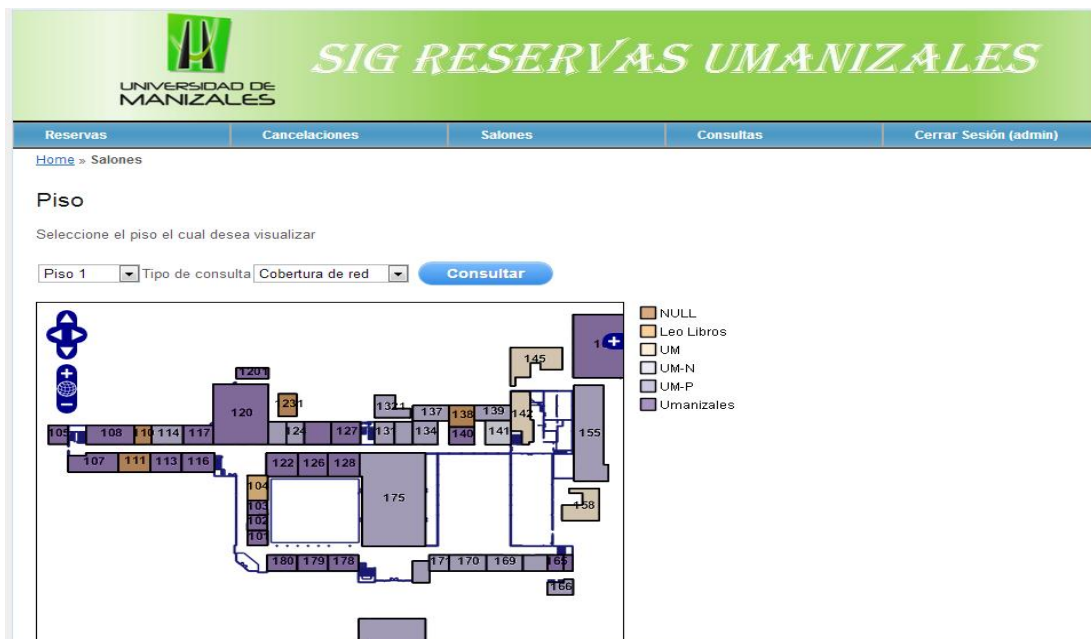 SIG RESERVAS UMANIZALES
UNIVERSIDAD DE
MANIZALES
Reservas Cancelaciones Salones Consultas Cerrar Sesión (admin)
Home » Salones
Piso
Seleccione el piso el cual desea visualizar
Piso 1 Tipo de consulta Cobertura de red Consultar
NULL
Leo Libros
UM
UM-N
UM-P
Umanizales
145
1201
120 1231 1321 137 138 139 142
105 108 110 114 117 124 127 131 134 140 141 155
107 111 113 116 122 126 128
104 175 158
103
102
101
180 179 178 171 170 169 165
166